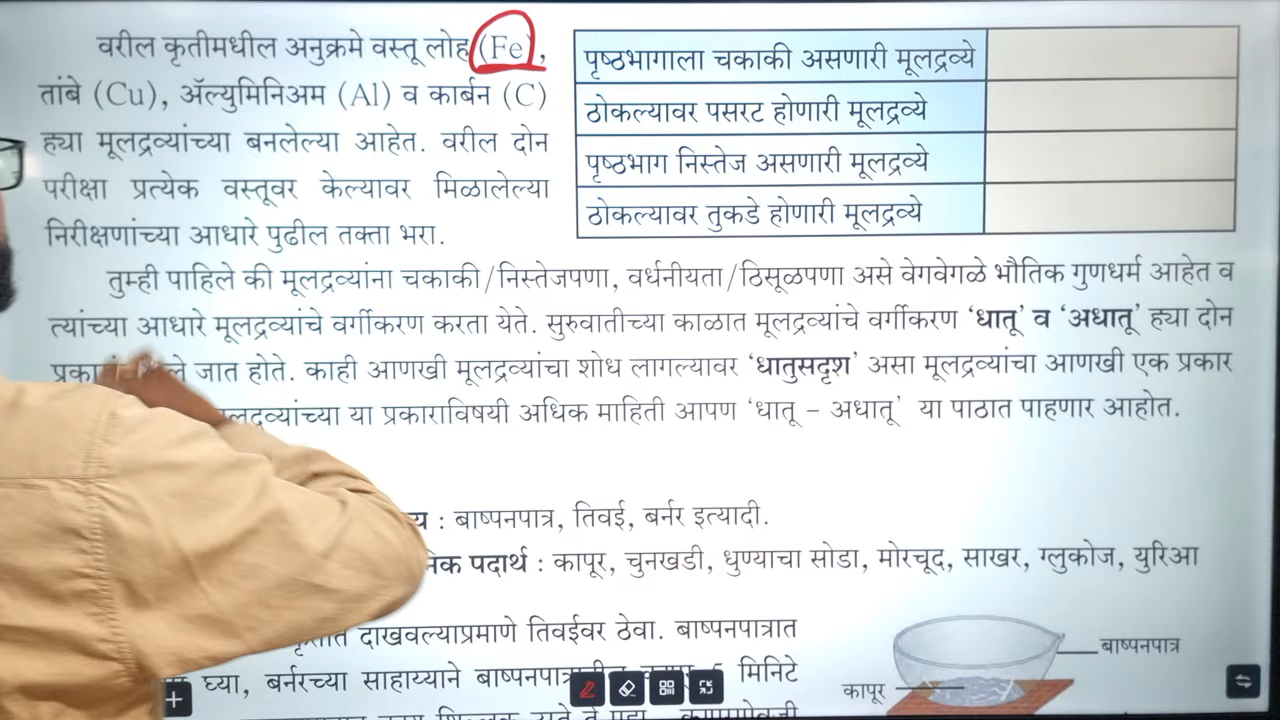 वरील कृतीमधील अनुक्रमे वस्तू लोह (Fe),
तांबे (Cu), ॲल्युमिनिअम (Al) व कार्बन (C)
ह्या मूलद्रव्यांच्या बनलेल्या आहेत. वरील दोन
परीक्षा प्रत्येक वस्तूवर केल्यावर मिळालेल्या
निरीक्षणांच्या आधारे पुढील तक्ता भरा.
पृष्ठभागाला चकाकी असणारी मूलद्रव्ये
ठोकल्यावर पसरट होणारी मूलद्रव्ये
पृष्ठभाग निस्तेज असणारी मूलद्रव्ये
ठोकल्यावर तुकडे होणारी मूलद्रव्ये
तुम्ही पाहिले की मूलद्रव्यांना चकाकी/निस्तेजपणा, वर्धनीयता/ठिसूळपणा असे वेगवेगळे भौतिक गुणधर्म आहेत व
त्यांच्या आधारे मूलद्रव्यांचे वर्गीकरण करता येते. सुरुवातीच्या काळात मूलद्रव्यांचे वर्गीकरण ‘धातू’ व ‘अधातू’ ह्या दोन
जात होते. काही आणखी मूलद्रव्यांचा शोध लागल्यावर ‘धातुसदृश’ असा मूलद्रव्यांचा आणखी एक प्रकार
या प्रकाराविषयी अधिक माहिती आपण ‘धातू – अधातू’ या पाठात पाहणार आहोत.
: बाष्पनपात्र, तिवई, बर्नर इत्यादी.
पदार्थ : कापूर, चुनखडी, धुण्याचा सोडा, मोरचूद, साखर, ग्लुकोज, युरिआ
दाखवल्याप्रमाणे तिवईवर ठेवा. बाष्पनपात्रात
घ्या, बर्नरच्या साहाय्याने मिनिटे
बाष्पनपात्र
कापूर